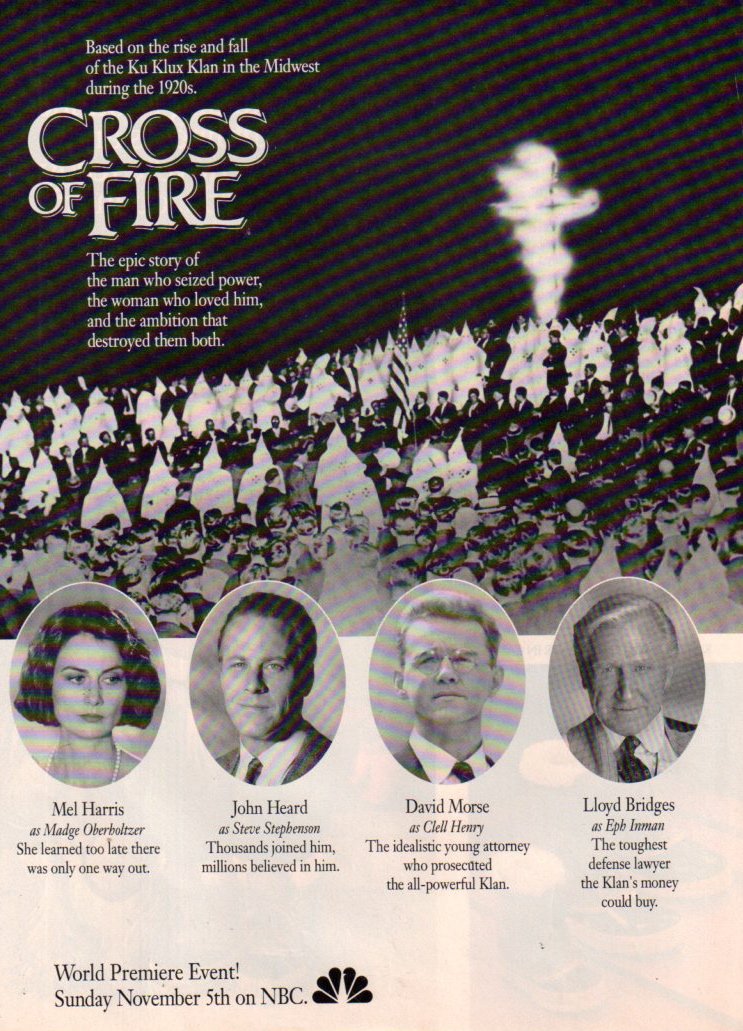 Based on the rise and fall
of the Ku Klux Klan in the Midwest
during the 1920s.
CROSS
OF FIRE
The epic story of
the man who seized power,
the woman who loved him,
and the ambition that
destroyed them both.
Mel Harris
as Madge Oberholtzer
She learned too late there
was only one way out.
John Heard
as Steve Stephenson
Thousands joined him,
millions believed in him.
David Morse
as Clell Henry
The idealistic young attorney
who prosecuted
the all-powerful Klan.
Lloyd Bridges
as Eph Inman
The toughest
defense lawyer
the Klan's money
could buy.
World Premiere Event!
Sunday November 5th on NBC.